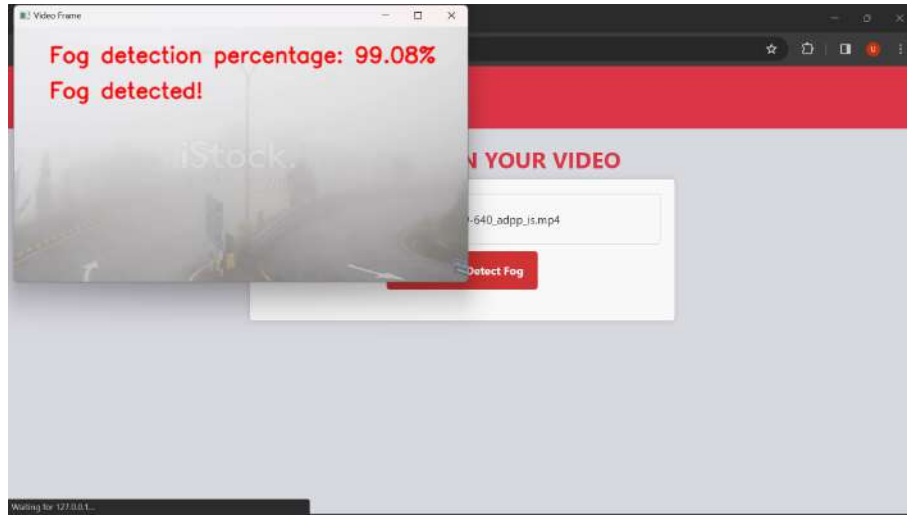 Video Frame
Fog detection percentage: 99.08%
Fog detected!
iStock.
N YOUR VIDEO
-640_adpp_is.mp4
Detect Fog
Waiting for 127.0.0.1...